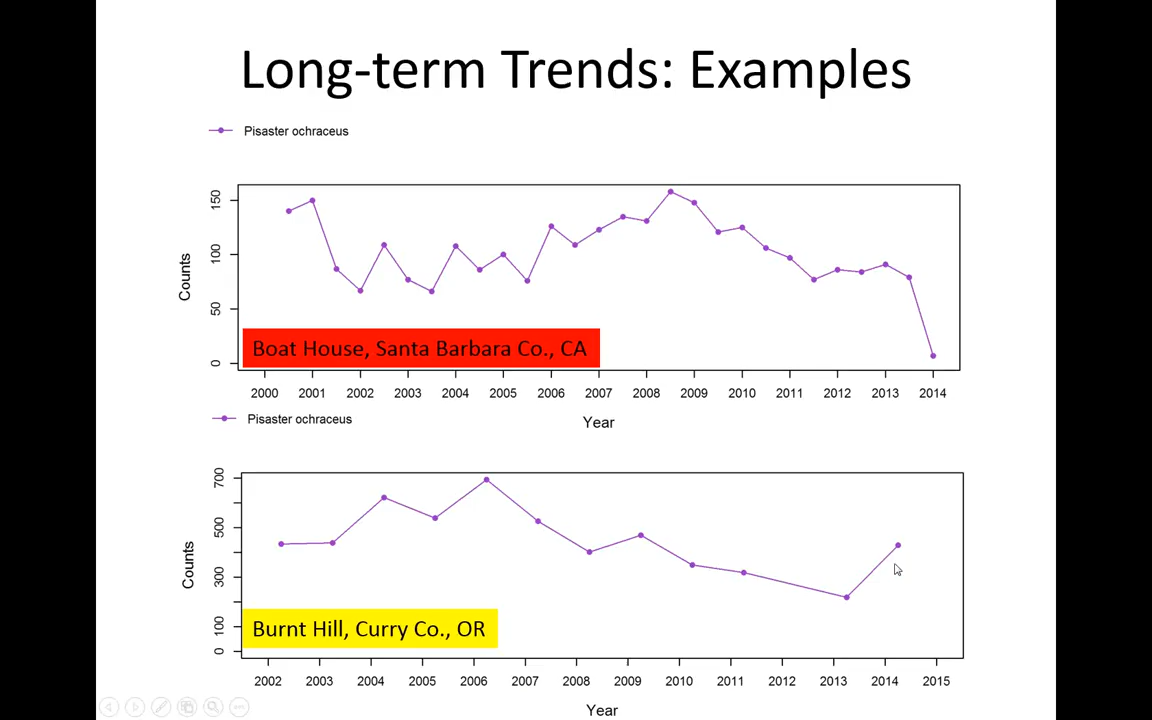 Long-term Trends: Examples
Pisaster ochraceus
150
100
50
0
Counts
Boat House, Santa Barbara Co., CA
2000 2001 2002 2003 2004 2005 2006 2007 2008 2009 2010 2011 2012 2013 2014
Year
Pisaster ochraceus
700
500
300
100
0
Counts
Burnt Hill, Curry Co., OR
2002 2003 2004 2005 2006 2007 2008 2009 2010 2011 2012 2013 2014 2015
Year